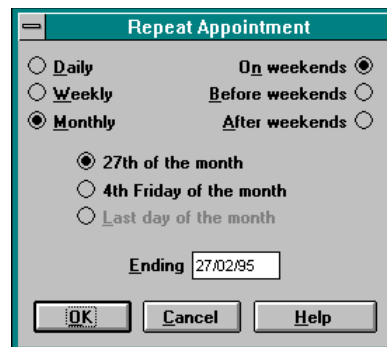 Repeat Appointment
Daily On weekends
Weekly Before weekends
Monthly After weekends
27th of the month
4th Friday of the month
Last day of the month
Ending 27/02/95
OK Cancel Help